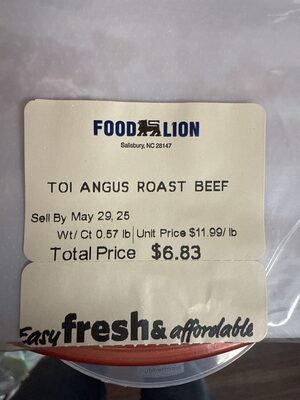 FOOD LION
Salisbury, NC 28147
TOI ANGUS ROAST BEEF
Sell By May 29, 25
Wt/ Ct 0.57 lb Unit Price $11.99/ lb
Total Price $6.83
Easy fresh & affordable
Rubbermaid